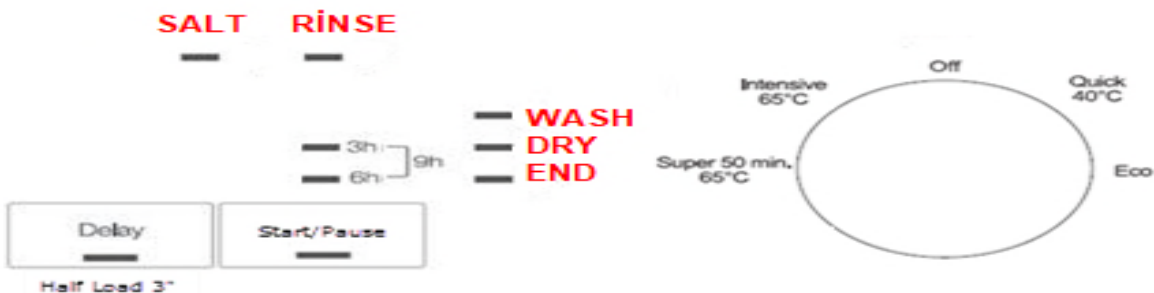 SALT RİNSE
Off
Intensive
65°C
Quick
40°C
WASH
3h
DRY
9h
Super 50 min.
65°C
6h
END
Eco
Delay
Start/Pause
Half Load 3"